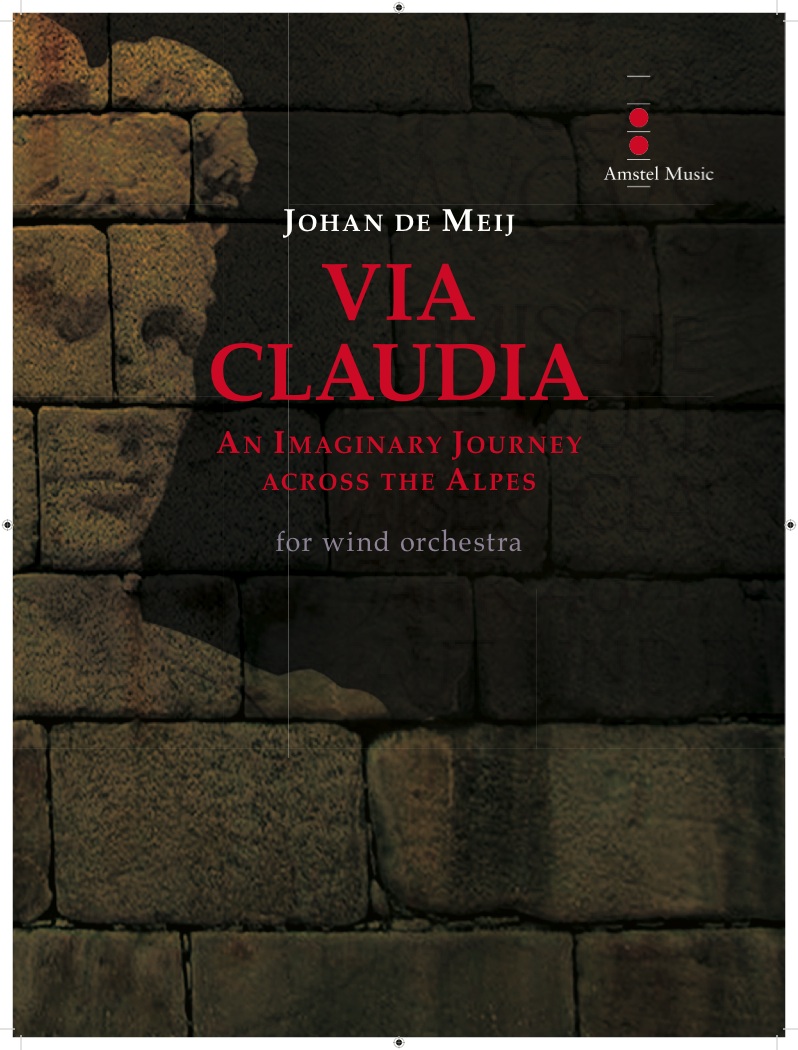 Amstel Music
JOHAN DE MEIJ
VIA
CLAUDIA
AN IMAGINARY JOURNEY
ACROSS THE ALPES
for wind orchestra